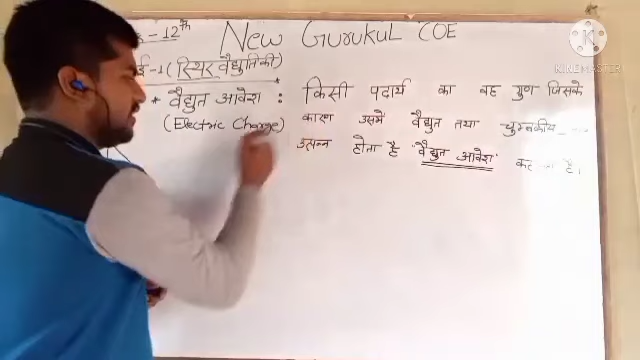 - 12th New Gurukul COE
-1 (स्थिर वैद्युतिकी)
* वैद्युत आवेश : किसी पदार्थ का वह गुण जिसके
(Electric Charge) कारण उसमें वैद्युत तथा चुम्बकीय
उत्पन्न होता है "वैद्युत आवेश" है।
KINEMASTER